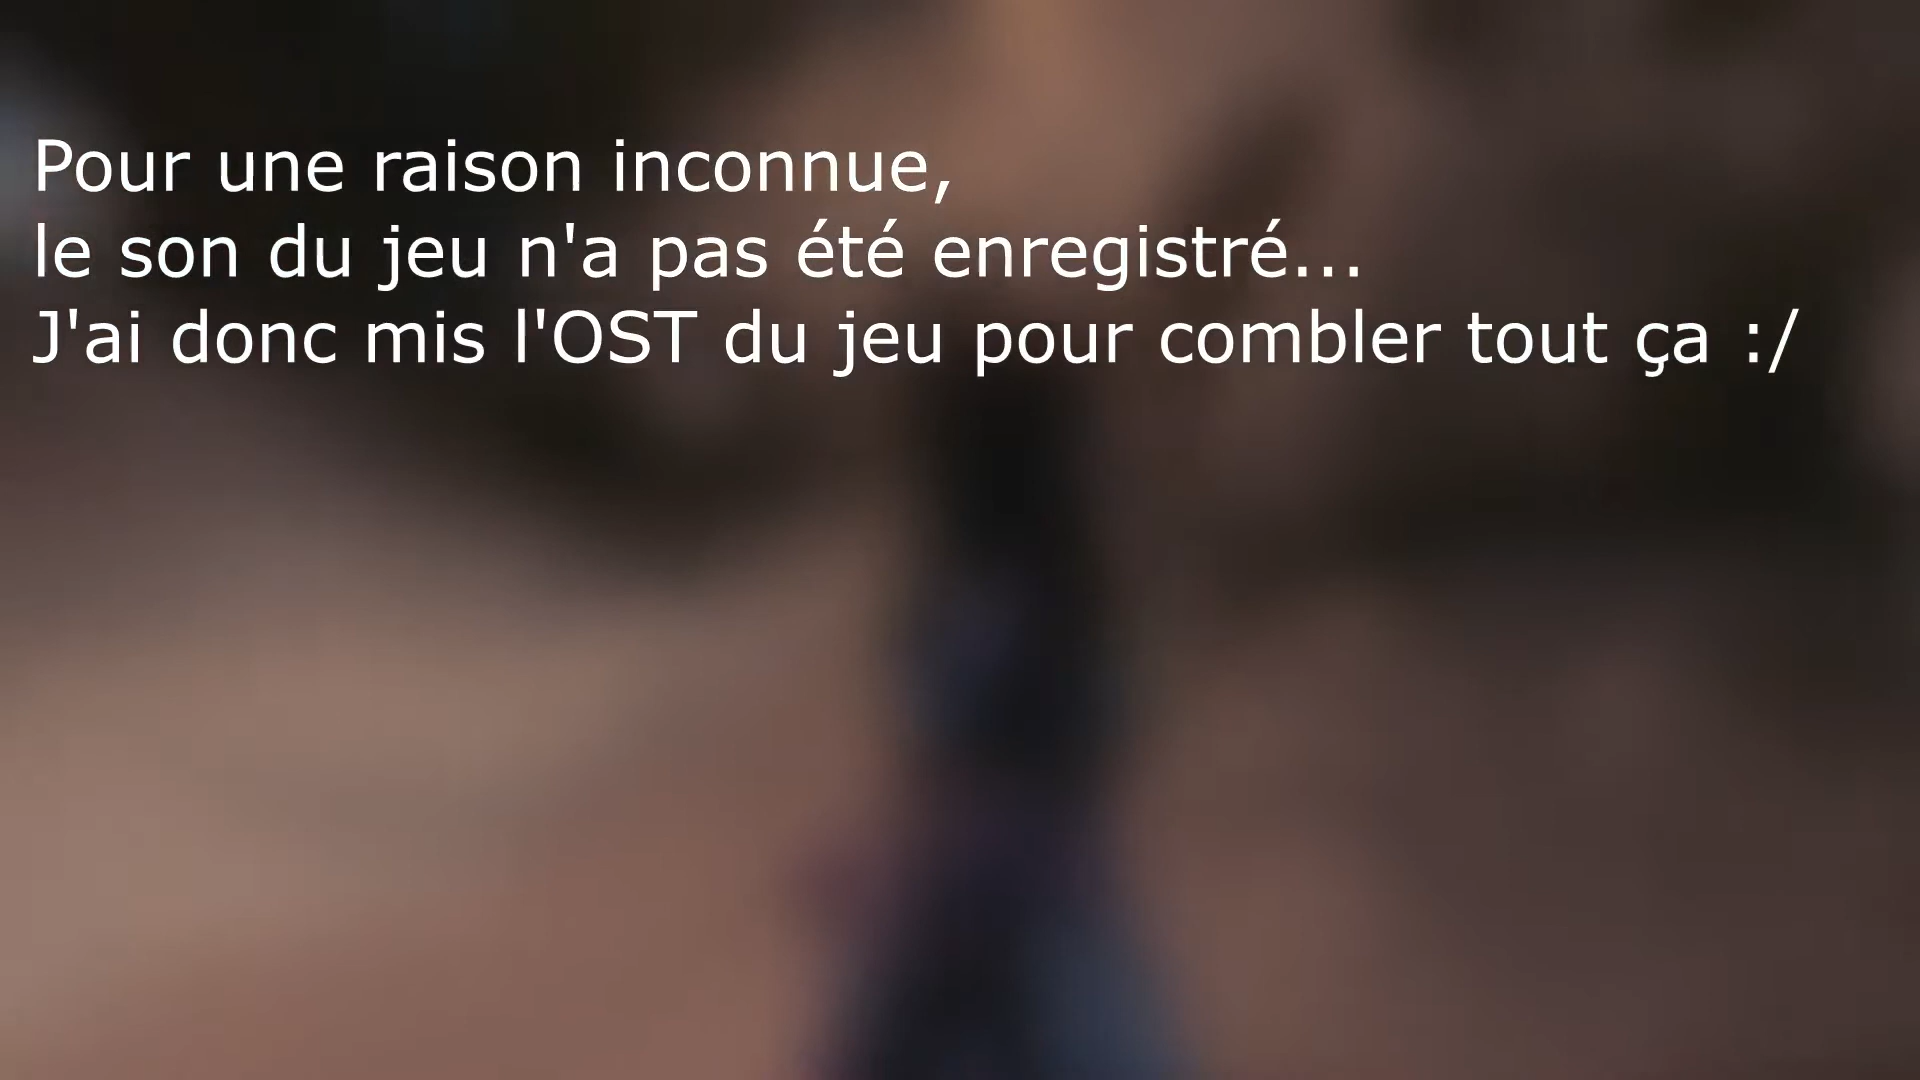 Pour une raison inconnue,
le son du jeu n'a pas été enregistré...
J'ai donc mis l'OST du jeu pour combler tout ça :/